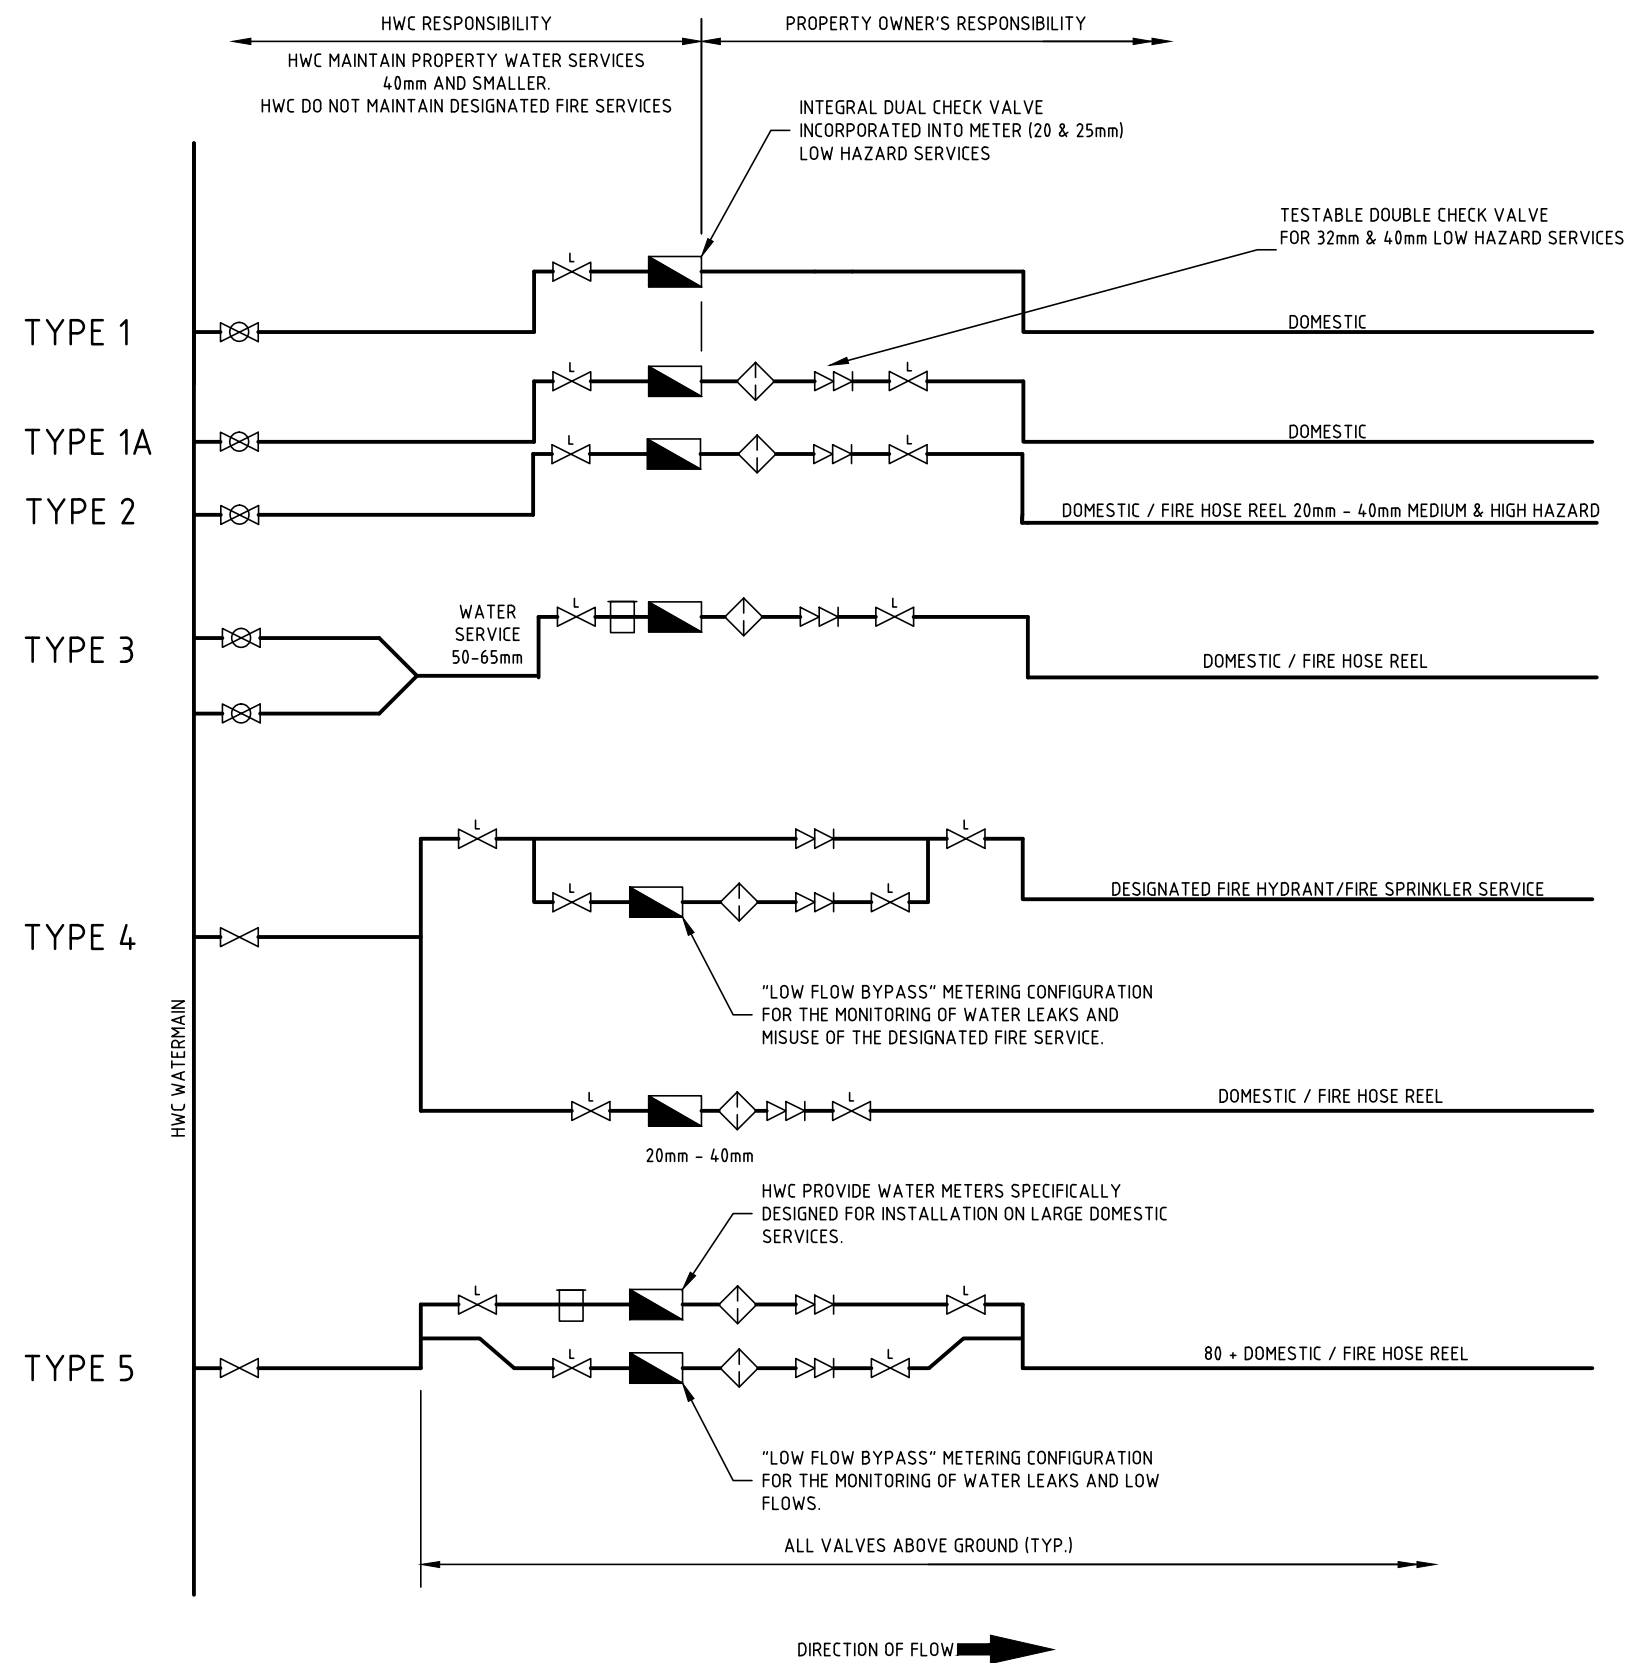 HWC RESPONSIBILITY
PROPERTY OWNER'S RESPONSIBILITY
HWC MAINTAIN PROPERTY WATER SERVICES
40mm AND SMALLER.
HWC DO NOT MAINTAIN DESIGNATED FIRE SERVICES
INTEGRAL DUAL CHECK VALVE
INCORPORATED INTO METER (20 & 25mm)
LOW HAZARD SERVICES
TESTABLE DOUBLE CHECK VALVE
FOR 32mm & 40mm LOW HAZARD SERVICES
L
TYPE 1
DOMESTIC
L
L
TYPE 1A
DOMESTIC
L
L
TYPE 2
DOMESTIC / FIRE HOSE REEL 20mm - 40mm MEDIUM & HIGH HAZARD
L
L
WATER
SERVICE
50-65mm
TYPE 3
DOMESTIC / FIRE HOSE REEL
L
L
L
L
DESIGNATED FIRE HYDRANT/FIRE SPRINKLER SERVICE
TYPE 4
"LOW FLOW BYPASS" METERING CONFIGURATION
FOR THE MONITORING OF WATER LEAKS AND
MISUSE OF THE DESIGNATED FIRE SERVICE.
HWC WATERMAIN
L
L
DOMESTIC / FIRE HOSE REEL
20mm - 40mm
HWC PROVIDE WATER METERS SPECIFICALLY
DESIGNED FOR INSTALLATION ON LARGE DOMESTIC
SERVICES.
L
L
L
L
TYPE 5
80 + DOMESTIC / FIRE HOSE REEL
"LOW FLOW BYPASS" METERING CONFIGURATION
FOR THE MONITORING OF WATER LEAKS AND LOW
FLOWS.
ALL VALVES ABOVE GROUND (TYP.)
DIRECTION OF FLOW.